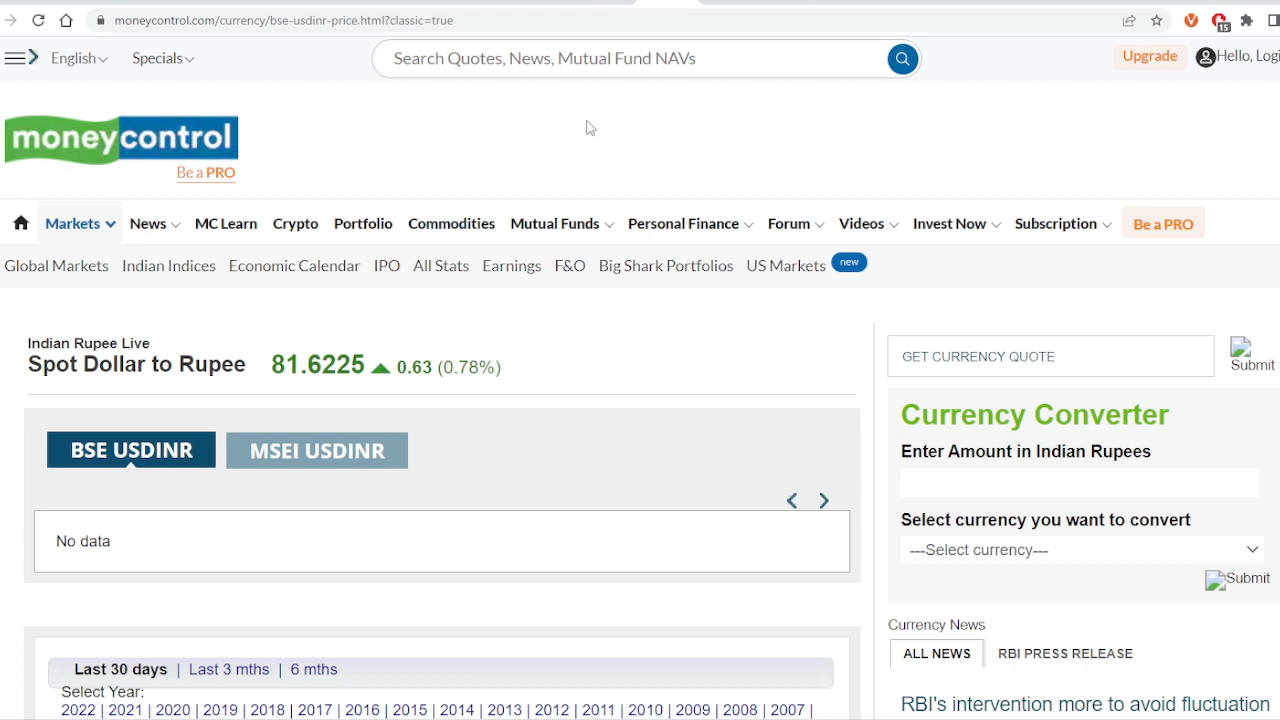 moneycontrol.com/currency/bse-usdinr-price.html?classic=true
15
English
Specials
Search Quotes, News, Mutual Fund NAVs
Upgrade
Hello, Logi
moneycontrol
Be a PRO
Markets
News
MC Learn
Crypto
Portfolio
Commodities
Mutual Funds
Personal Finance
Forum
Videos
Invest Now
Subscription
Be a PRO
Global Markets
Indian Indices
Economic Calendar
IPO
All Stats
Earnings
F&O
Big Shark Portfolios
US Markets
new
Indian Rupee Live
Spot Dollar to Rupee 81.6225 ▲ 0.63 (0.78%)
BSE USDINR
MSEI USDINR
No data
Last 30 days | Last 3 mths | 6 mths
Select Year:
2022 | 2021 | 2020 | 2019 | 2018 | 2017 | 2016 | 2015 | 2014 | 2013 | 2012 | 2011 | 2010 | 2009 | 2008 | 2007 |
GET CURRENCY QUOTE
Submit
Currency Converter
Enter Amount in Indian Rupees
Select currency you want to convert
---Select currency---
Submit
Currency News
ALL NEWS
RBI PRESS RELEASE
RBI's intervention more to avoid fluctuation